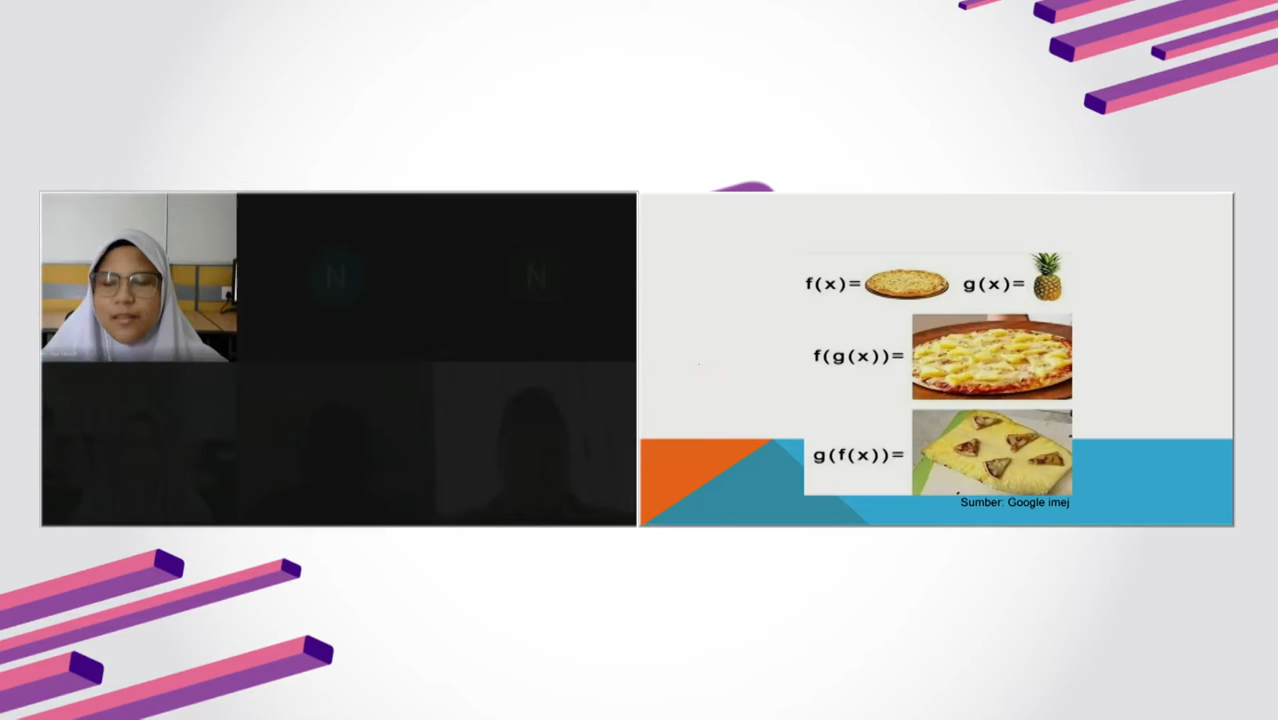 N
N
f(x)=
g(x)=
f(g(x))=
g(f(x))=
Sumber: Google imej